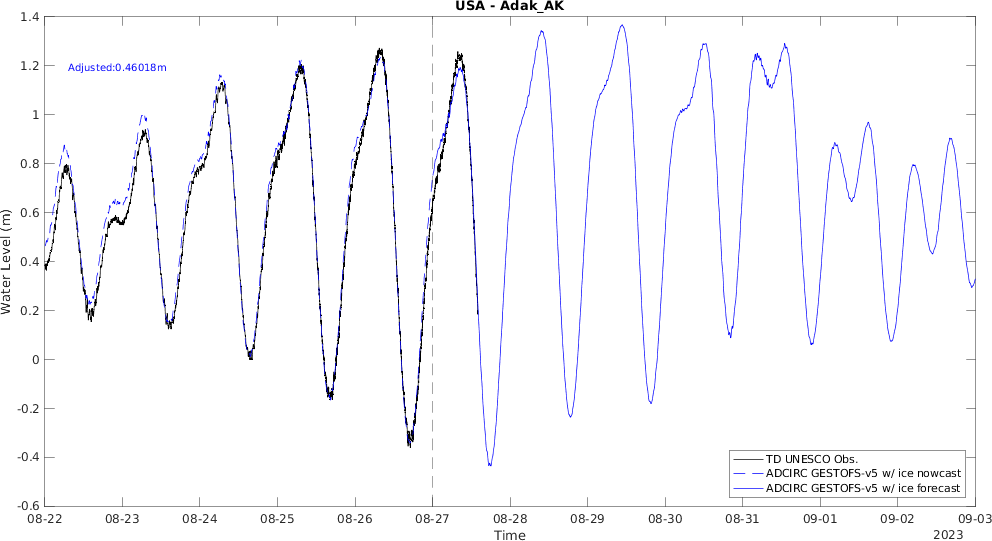 USA - Adak_AK
Adjusted:0.46018m
Water Level (m)
1.4
1.2
1
0.8
0.6
0.4
0.2
0
-0.2
-0.4
-0.6
TD UNESCO Obs.
ADCIRC GESTOFS-v5 w/ ice nowcast
ADCIRC GESTOFS-v5 w/ ice forecast
08-22 08-23 08-24 08-25 08-26 08-27 08-28 08-29 08-30 08-31 09-01 09-02 09-03
Time
2023